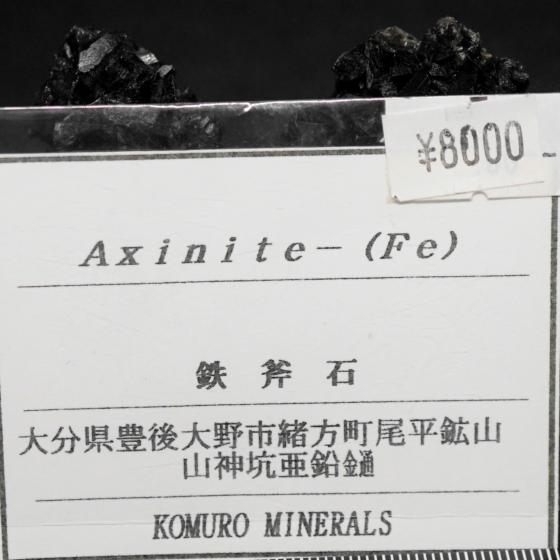 ¥8000
Axinite-(Fe)
鉄斧石
大分県豊後大野市緒方町尾平鉱山
山神坑亜鉛𨫤
KOMURO MINERALS